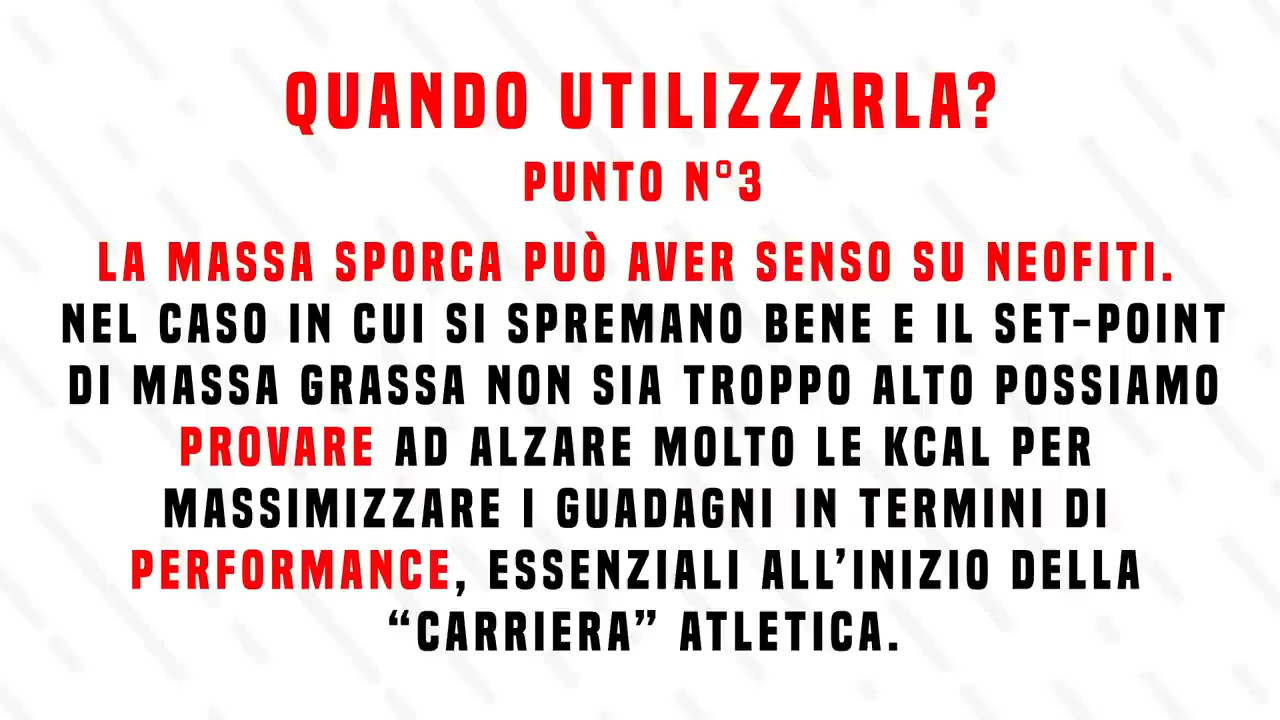 QUANDO UTILIZZARLA?
PUNTO N°3
LA MASSA SPORCA PUÒ AVER SENSO SU NEOFITI.
NEL CASO IN CUI SI SPREMANO BENE E IL SET-POINT
DI MASSA GRASSA NON SIA TROPPO ALTO POSSIAMO
PROVARE AD ALZARE MOLTO LE KCAL PER
MASSIMIZZARE I GUADAGNI IN TERMINI DI
PERFORMANCE, ESSENZIALI ALL’INIZIO DELLA
“CARRIERA” ATLETICA.